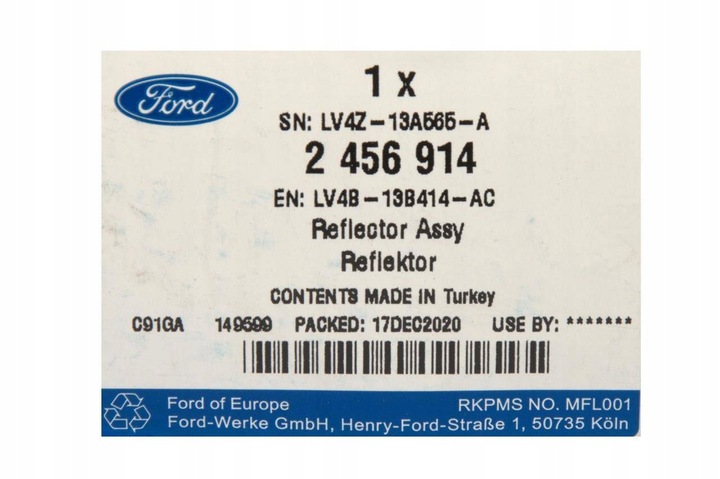 Ford
1 x
SN: LV4Z-13A565-A
2 456 914
EN: LV4B-13B414-AC
Reflector Assy
Reflektor
CONTENTS MADE IN Turkey
C91GA 149599 PACKED: 17DEC2020 USE BY: *******
Ford of Europe RKPMS NO. MFL001
Ford-Werke GmbH, Henry-Ford-Straße 1, 50735 Köln